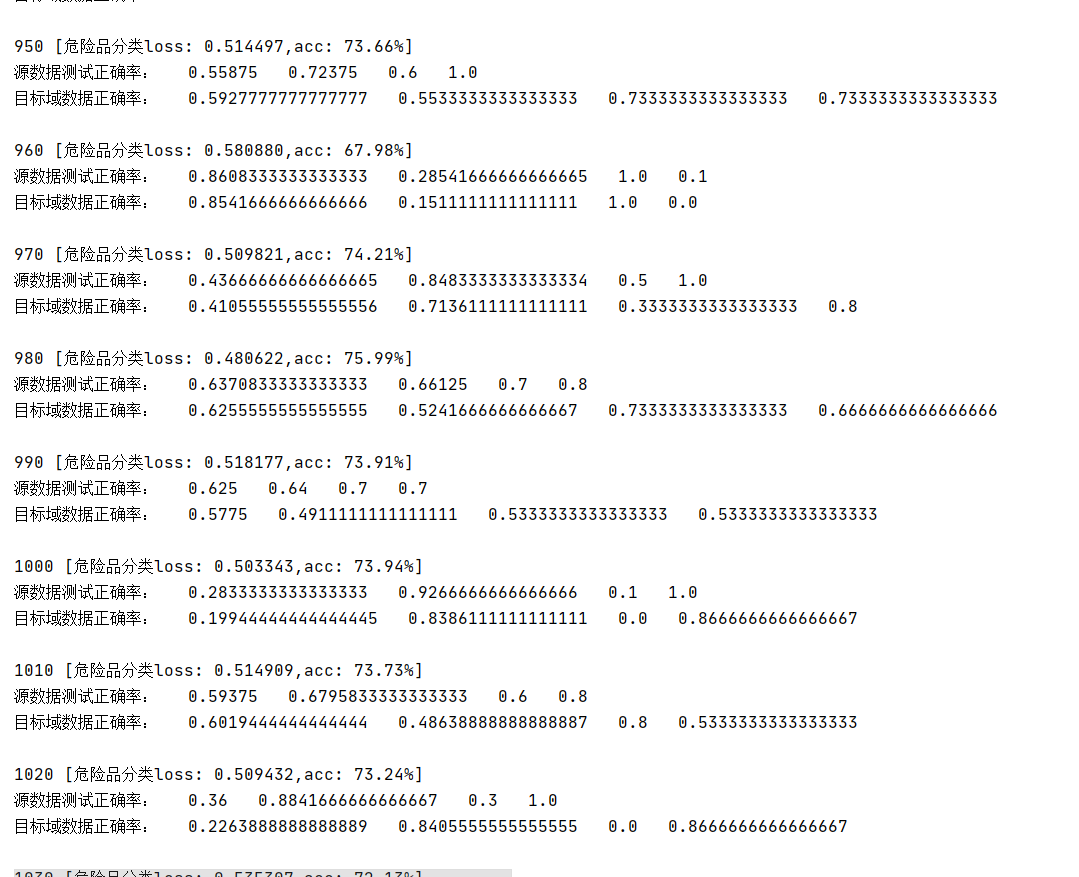 950 [危险品分类loss: 0.514497,acc: 73.66%]
源数据测试正确率： 0.55875 0.72375 0.6 1.0
目标域数据正确率： 0.5927777777777777 0.5533333333333333 0.7333333333333333 0.7333333333333333
960 [危险品分类loss: 0.580880,acc: 67.98%]
源数据测试正确率： 0.8608333333333333 0.28541666666666665 1.0 0.1
目标域数据正确率： 0.8541666666666666 0.1511111111111111 1.0 0.0
970 [危险品分类loss: 0.509821,acc: 74.21%]
源数据测试正确率： 0.43666666666666665 0.8483333333333334 0.5 1.0
目标域数据正确率： 0.41055555555555556 0.7136111111111111 0.3333333333333333 0.8
980 [危险品分类loss: 0.480622,acc: 75.99%]
源数据测试正确率： 0.6370833333333333 0.66125 0.7 0.8
目标域数据正确率： 0.6255555555555555 0.5241666666666667 0.7333333333333333 0.6666666666666666
990 [危险品分类loss: 0.518177,acc: 73.91%]
源数据测试正确率： 0.625 0.64 0.7 0.7
目标域数据正确率： 0.5775 0.4911111111111111 0.5333333333333333 0.5333333333333333
1000 [危险品分类loss: 0.503343,acc: 73.94%]
源数据测试正确率： 0.2833333333333333 0.9266666666666666 0.1 1.0
目标域数据正确率： 0.19944444444444445 0.8386111111111111 0.0 0.8666666666666667
1010 [危险品分类loss: 0.514909,acc: 73.73%]
源数据测试正确率： 0.59375 0.6795833333333333 0.6 0.8
目标域数据正确率： 0.6019444444444444 0.48638888888888887 0.8 0.5333333333333333
1020 [危险品分类loss: 0.509432,acc: 73.24%]
源数据测试正确率： 0.36 0.8841666666666667 0.3 1.0
目标域数据正确率： 0.2263888888888889 0.8405555555555555 0.0 0.8666666666666667
1030 [危险品分类loss: 0.535307,acc: 72.13%]